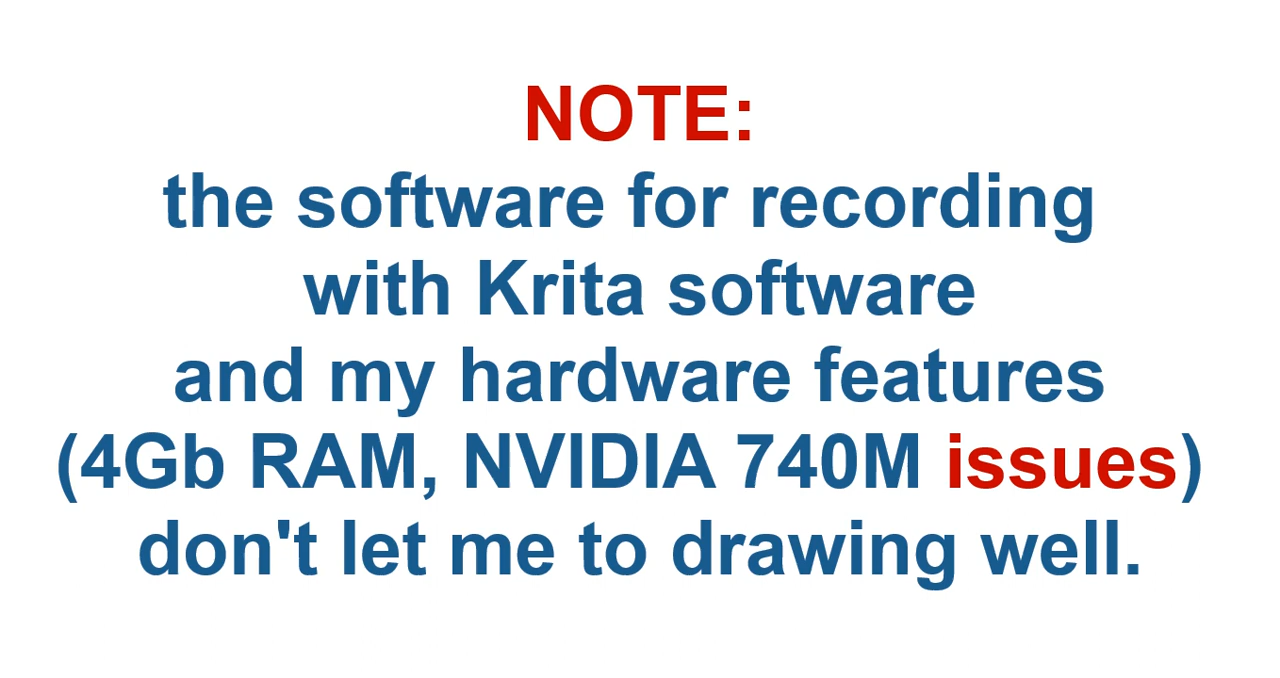 NOTE:
the software for recording
with Krita software
and my hardware features
(4Gb RAM, NVIDIA 740M issues)
don't let me to drawing well.